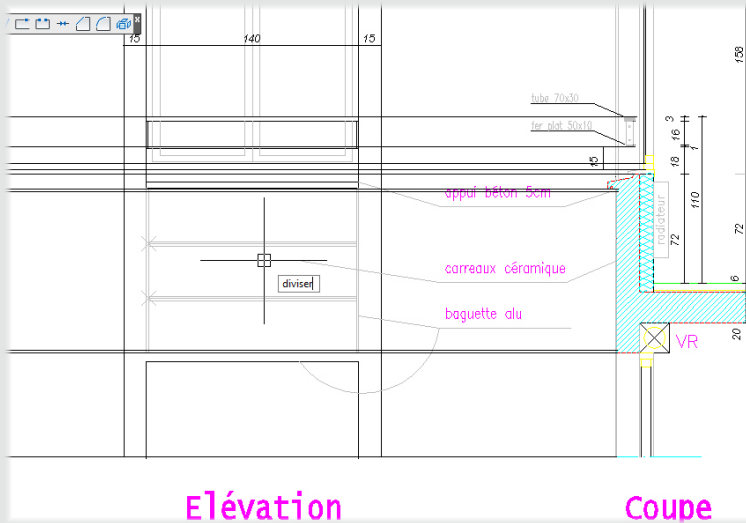 15
140
15
158
tube 70x30
fer plat 50x10
3
16
1
15
18
110
appui béton 5cm
radiateur
72
72
carreaux céramique
diviser
6
baguette alu
20
VR
Elévation
Coupe